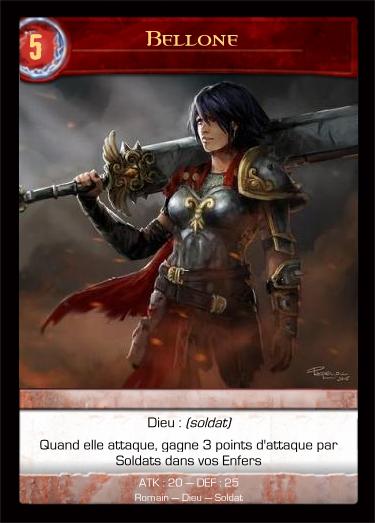 5
BELLONE
Dieu : (soldat)
Quand elle attaque, gagne 3 points d'attaque par
Soldats dans vos Enfers
ATK : 20 — DEF : 25
Romain — Dieu — Soldat